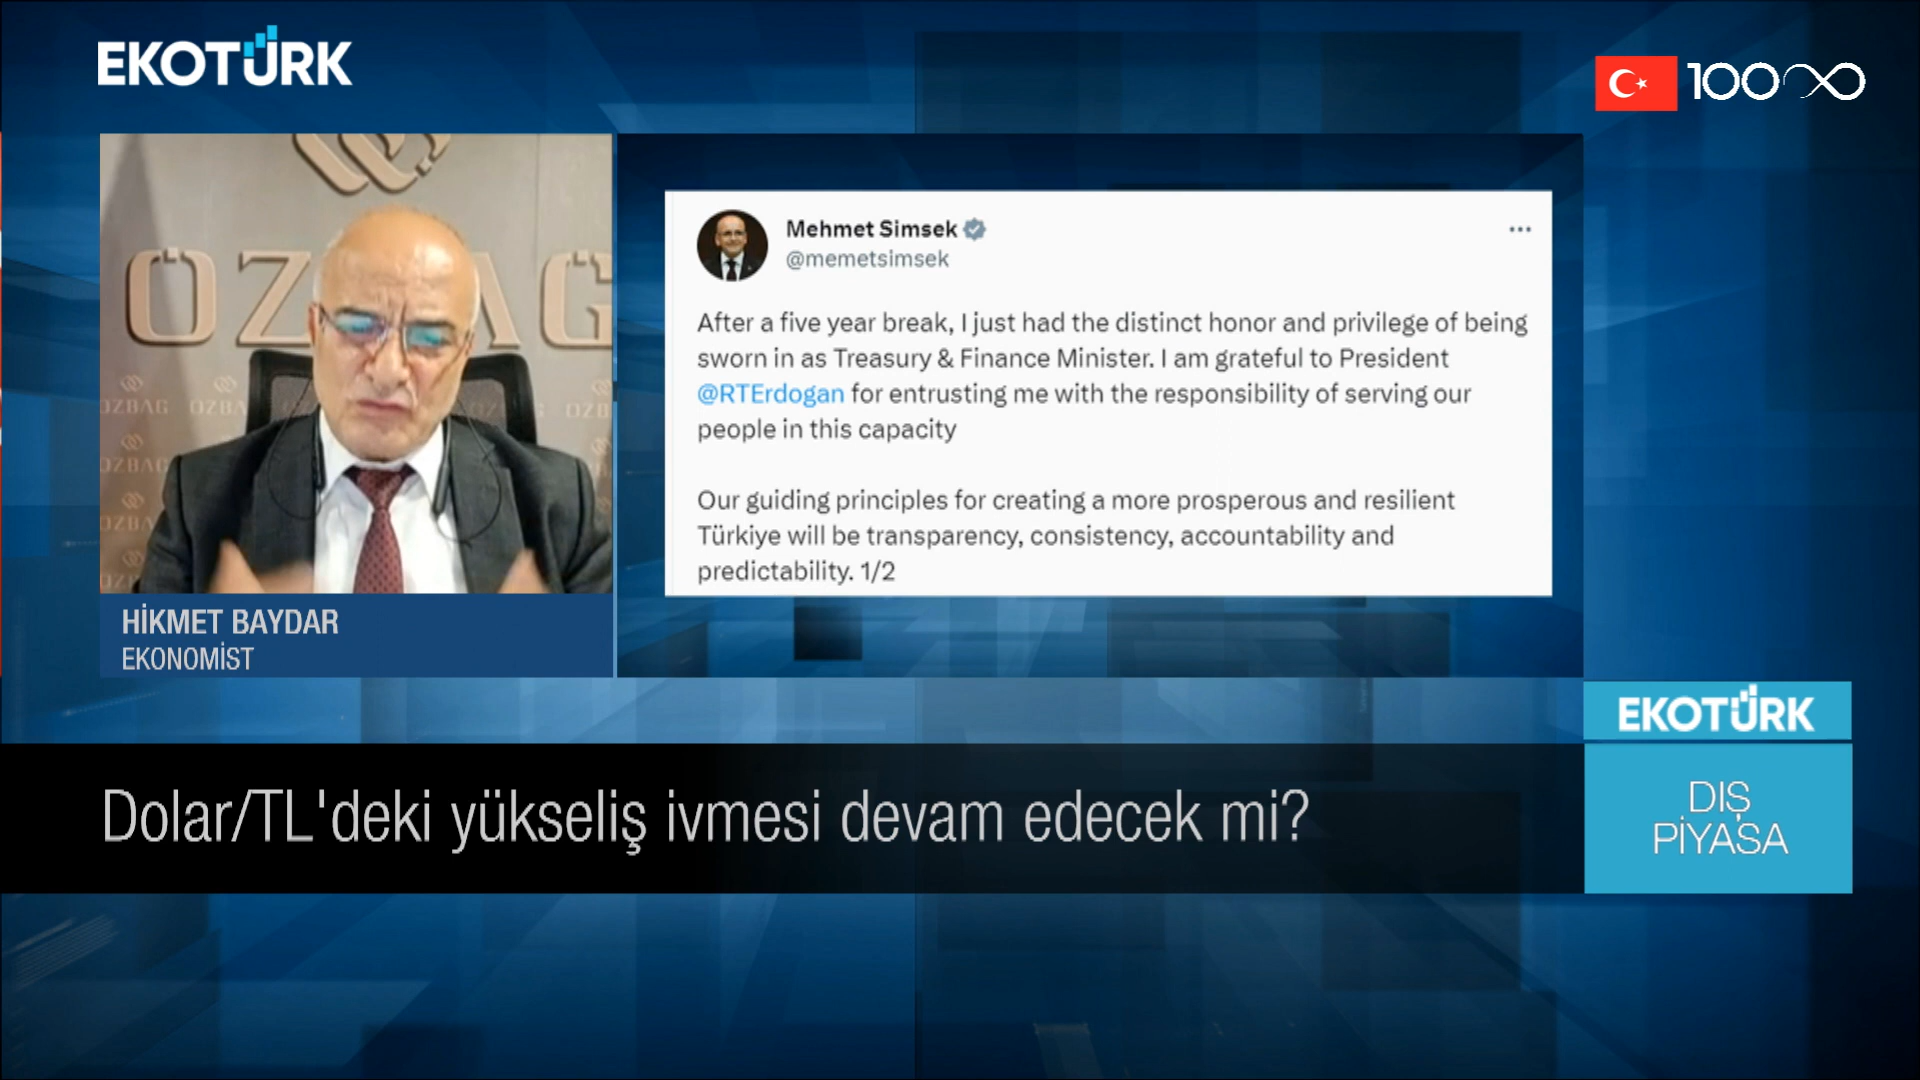 EKOTÜRK
100
ÖZBAG
ÖZBAG
HİKMET BAYDAR
EKONOMİST
Mehmet Simsek
@memetsimsek
After a five year break, I just had the distinct honor and privilege of being
sworn in as Treasury & Finance Minister. I am grateful to President
@RTErdogan for entrusting me with the responsibility of serving our
people in this capacity
Our guiding principles for creating a more prosperous and resilient
Türkiye will be transparency, consistency, accountability and
predictability. 1/2
EKOTÜRK
Dolar/TL'deki yükseliş ivmesi devam edecek mi?
DIŞ
PİYASA